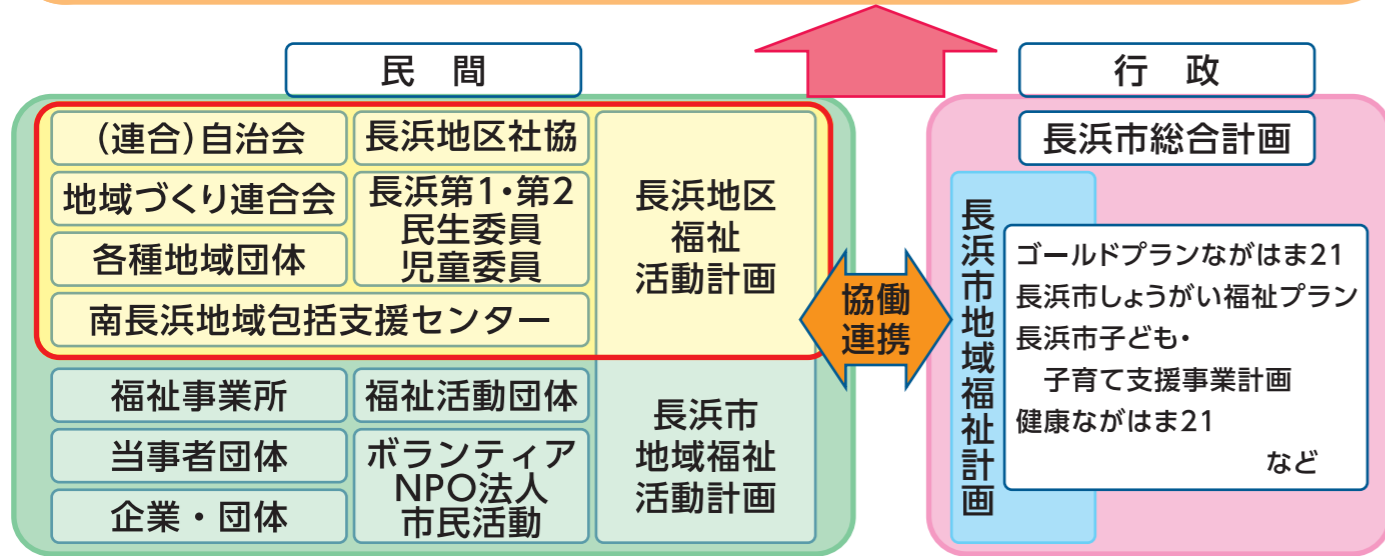 民 間
(連合)自治会
長浜地区社協
地域づくり連合会
長浜第1・第2
民生委員
児童委員
各種地域団体
南長浜地域包括支援センター
長浜地区
福祉
活動計画
福祉事業所
福祉活動団体
当事者団体
ボランティア
NPO法人
市民活動
企業・団体
長浜市
地域福祉
活動計画
協働
連携
行 政
長浜市総合計画
長浜市地域福祉計画
ゴールドプランながはま21
長浜市しょうがい福祉プラン
長浜市子ども・
子育て支援事業計画
健康ながはま21
など